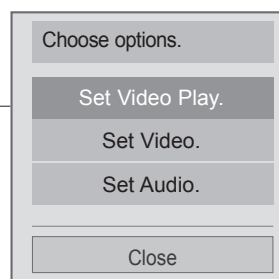 Choose options.
Set Video Play.
Set Video.
Set Audio.
Close